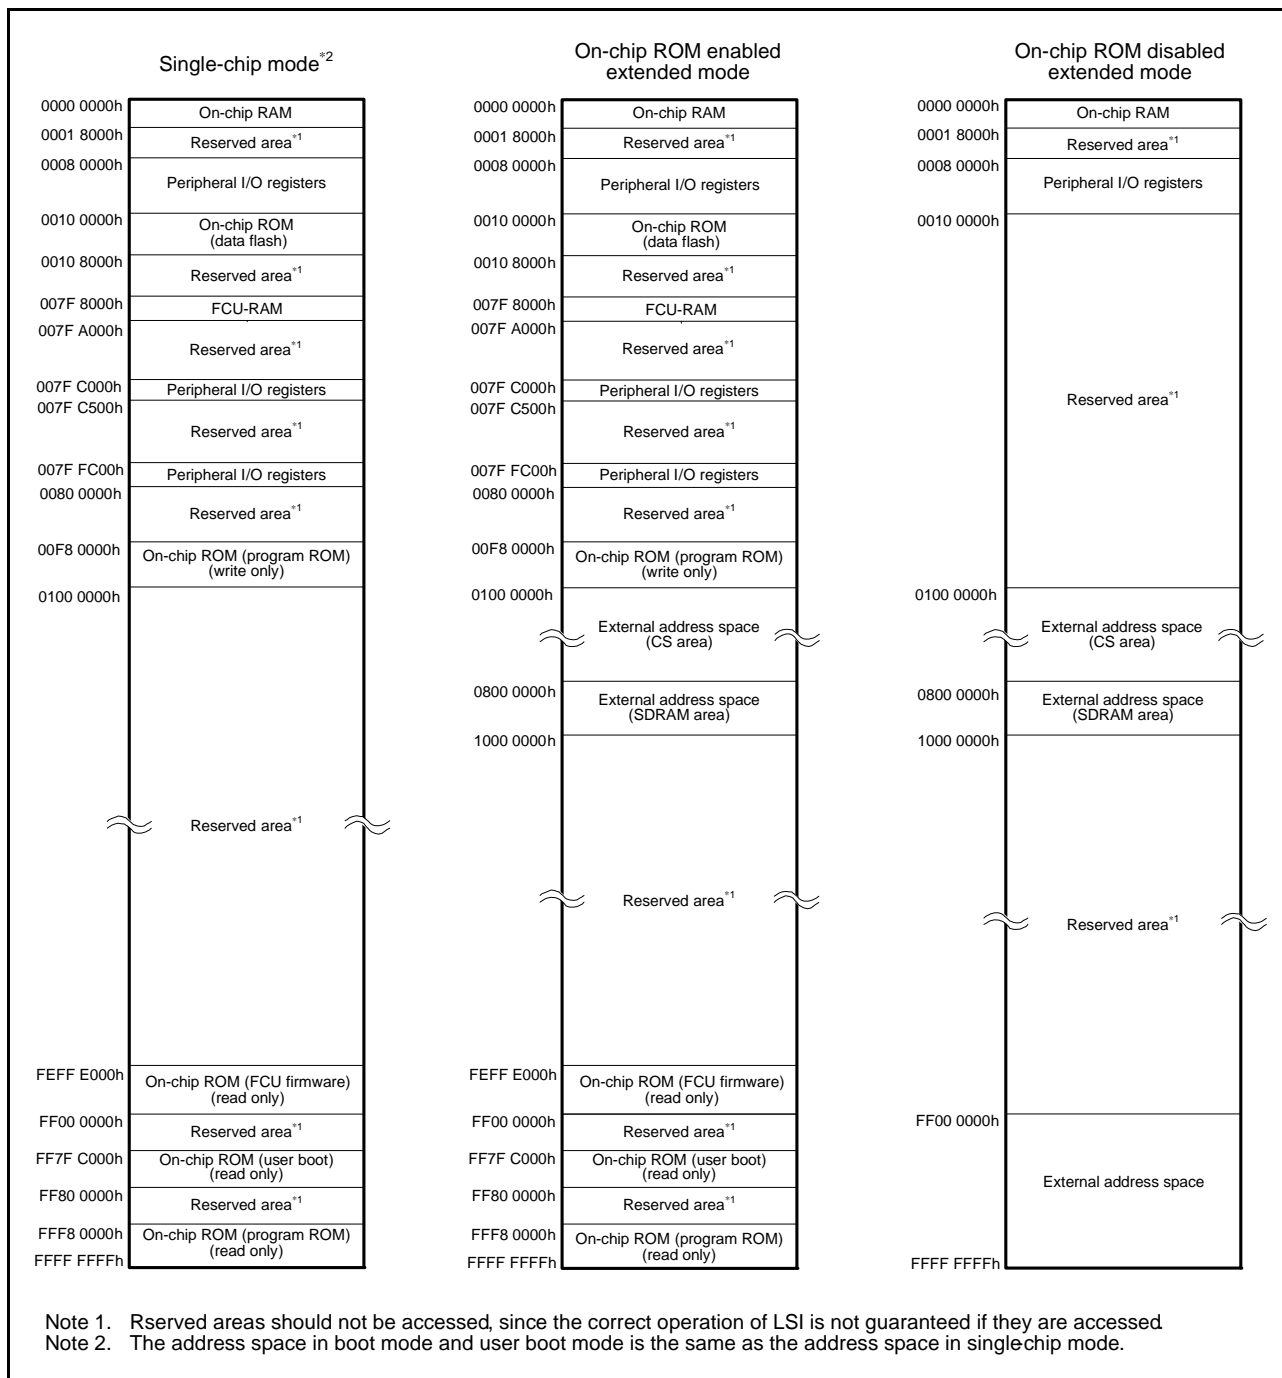 Single-chip mode*2
0000 0000h
On-chip RAM
0001 8000h
Reserved area*1
0008 0000h
Peripheral I/O registers
0010 0000h
On-chip ROM
(data flash)
0010 8000h
Reserved area*1
007F 8000h
FCU-RAM
007F A000h
Reserved area*1
007F C000h
Peripheral I/O registers
007F C500h
Reserved area*1
007F FC00h
Peripheral I/O registers
0080 0000h
Reserved area*1
00F8 0000h
On-chip ROM (program ROM)
(write only)
0100 0000h
Reserved area*1
FEFF E000h
On-chip ROM (FCU firmware)
(read only)
FF00 0000h
Reserved area*1
FF7F C000h
On-chip ROM (user boot)
(read only)
FF80 0000h
Reserved area*1
FFF8 0000h
On-chip ROM (program ROM)
(read only)
FFFF FFFFh
On-chip ROM enabled
extended mode
0000 0000h
On-chip RAM
0001 8000h
Reserved area*1
0008 0000h
Peripheral I/O registers
0010 0000h
On-chip ROM
(data flash)
0010 8000h
Reserved area*1
007F 8000h
FCU-RAM
007F A000h
Reserved area*1
007F C000h
Peripheral I/O registers
007F C500h
Reserved area*1
007F FC00h
Peripheral I/O registers
0080 0000h
Reserved area*1
00F8 0000h
On-chip ROM (program ROM)
(write only)
0100 0000h
External address space
(CS area)
0800 0000h
External address space
(SDRAM area)
1000 0000h
Reserved area*1
FEFF E000h
On-chip ROM (FCU firmware)
(read only)
FF00 0000h
Reserved area*1
FF7F C000h
On-chip ROM (user boot)
(read only)
FF80 0000h
Reserved area*1
FFF8 0000h
On-chip ROM (program ROM)
(read only)
FFFF FFFFh
On-chip ROM disabled
extended mode
0000 0000h
On-chip RAM
0001 8000h
Reserved area*1
0008 0000h
Peripheral I/O registers
0010 0000h
Reserved area*1
0100 0000h
External address space
(CS area)
0800 0000h
External address space
(SDRAM area)
1000 0000h
Reserved area*1
FF00 0000h
External address space
FFFF FFFFh
Note 1. Rserved areas should not be accessed, since the correct operation of LSI is not guaranteed if they are accessed
Note 2. The address space in boot mode and user boot mode is the same as the address space in single-chip mode.